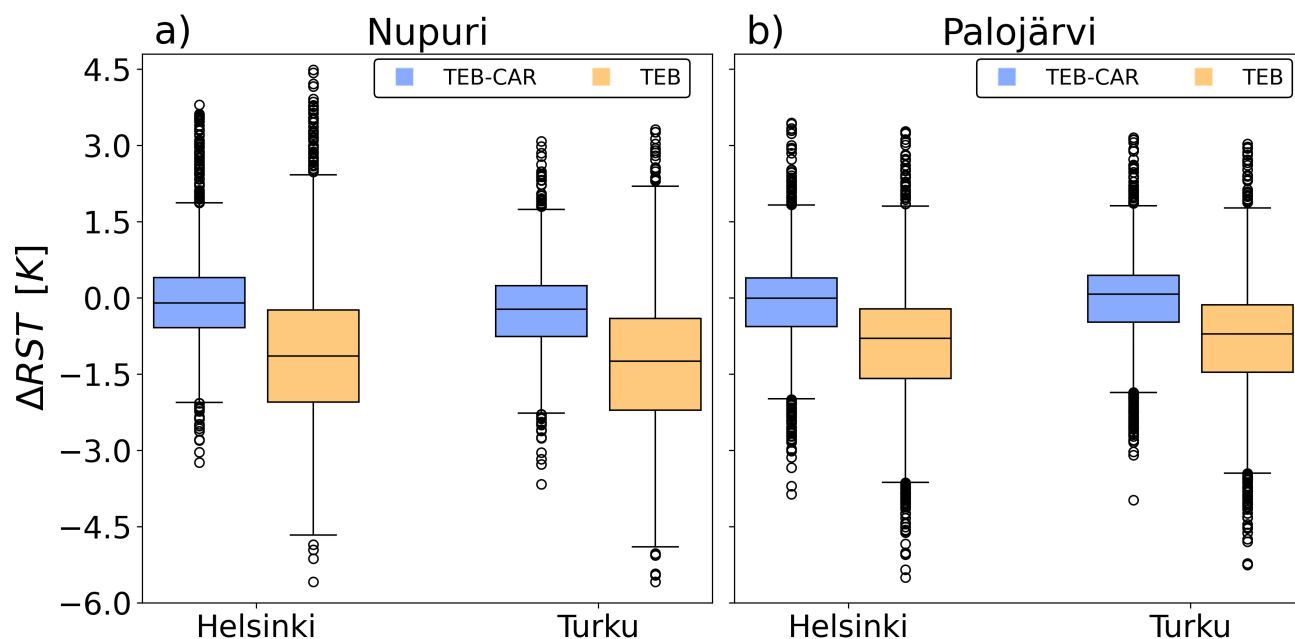 a) Nupuri
b) Palojärvi
TEB-CAR TEB
TEB-CAR TEB
ΔRST [K]
4.5
3.0
1.5
0.0
−1.5
−3.0
−4.5
−6.0
Helsinki Turku
Helsinki Turku